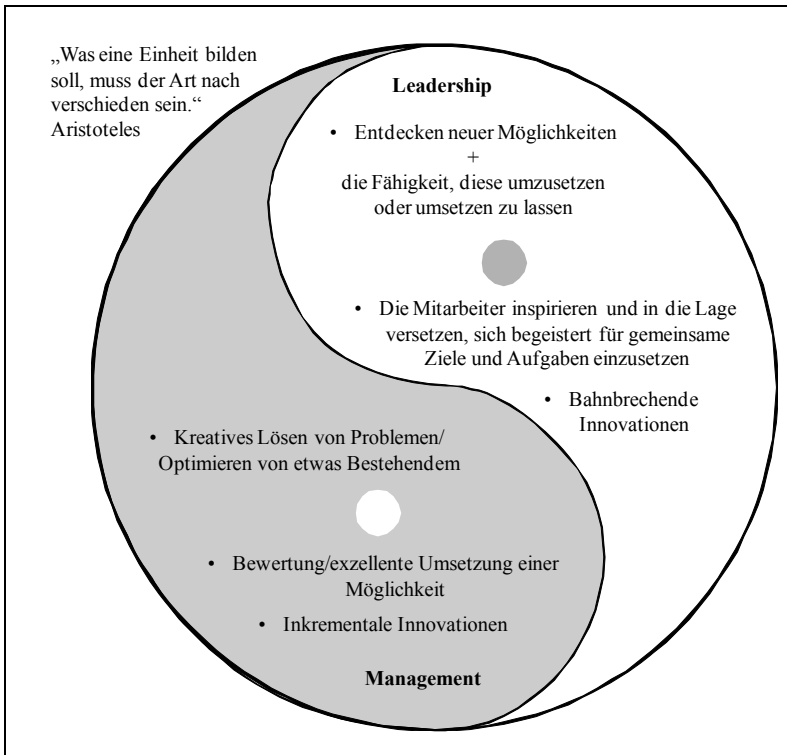 „Was eine Einheit bilden
soll, muss der Art nach
verschieden sein.“
Aristoteles
Leadership
• Entdecken neuer Möglichkeiten
+
die Fähigkeit, diese umzusetzen
oder umsetzen zu lassen
• Die Mitarbeiter inspirieren und in die Lage
versetzen, sich begeistert für gemeinsame
Ziele und Aufgaben einzusetzen
• Bahnbrechende
Innovationen
• Kreatives Lösen von Problemen/
Optimieren von etwas Bestehendem
• Bewertung/exzellente Umsetzung einer
Möglichkeit
• Inkrementale Innovationen
Management